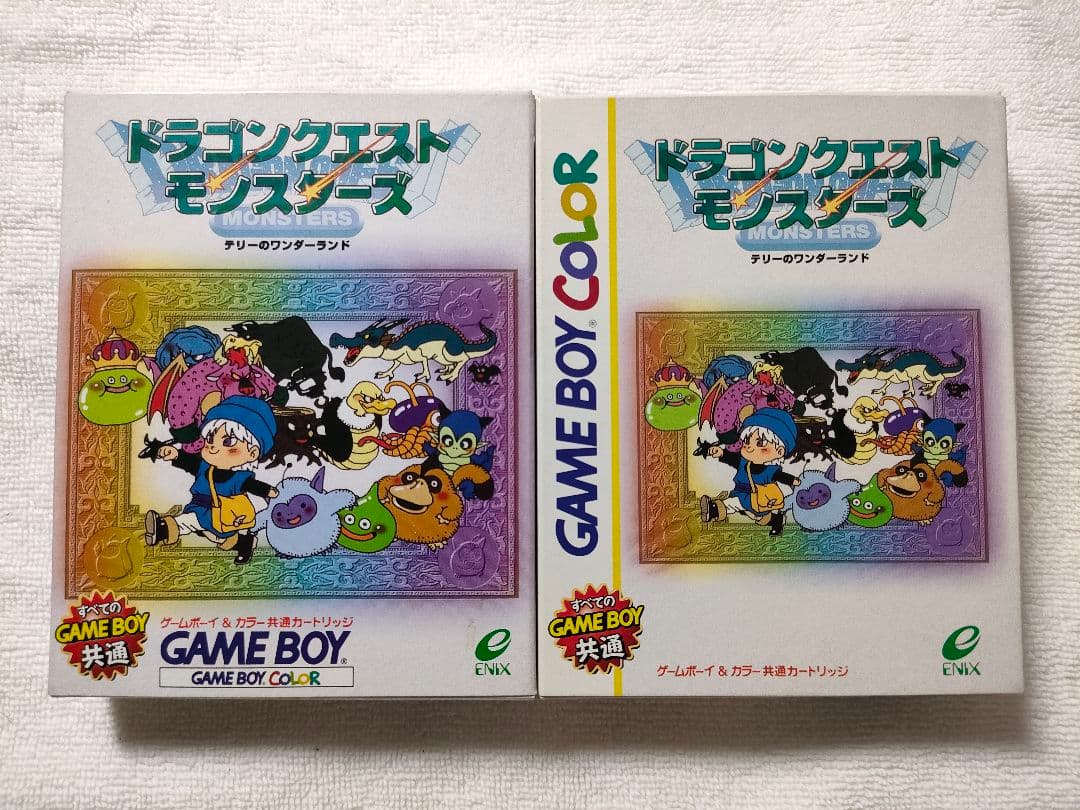 ドラゴンクエスト
モンスターズ
MONSTERS
テリーのワンダーランド
すべての
GAME BOY
共通
ゲームボーイ & カラー共通カートリッジ
GAME BOY®
GAME BOY COLOR
e
ENIX
GAME BOY® COLOR
ドラゴンクエスト
モンスターズ
MONSTERS
テリーのワンダーランド
すべての
GAME BOY
共通
ゲームボーイ & カラー共通カートリッジ
e
ENIX